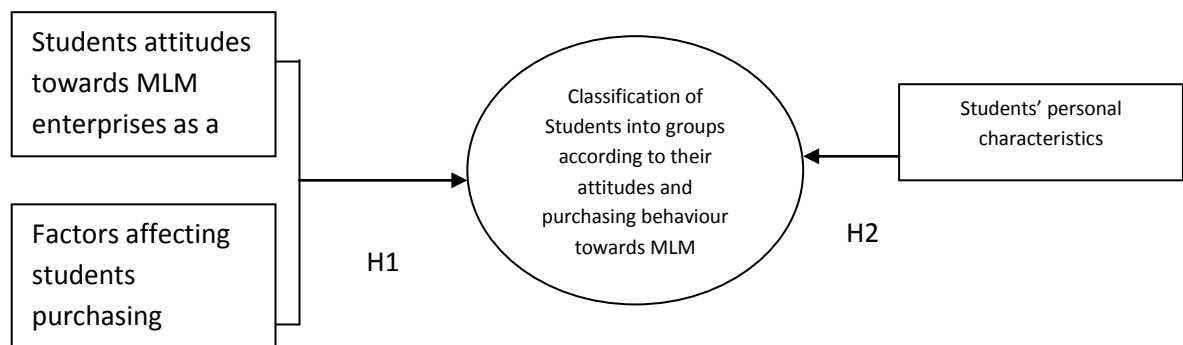 Students attitudes
towards MLM
enterprises as a
Factors affecting
students
purchasing
H1
Classification of
Students into groups
according to their
attitudes and
purchasing behaviour
towards MLM
H2
Students’ personal
characteristics